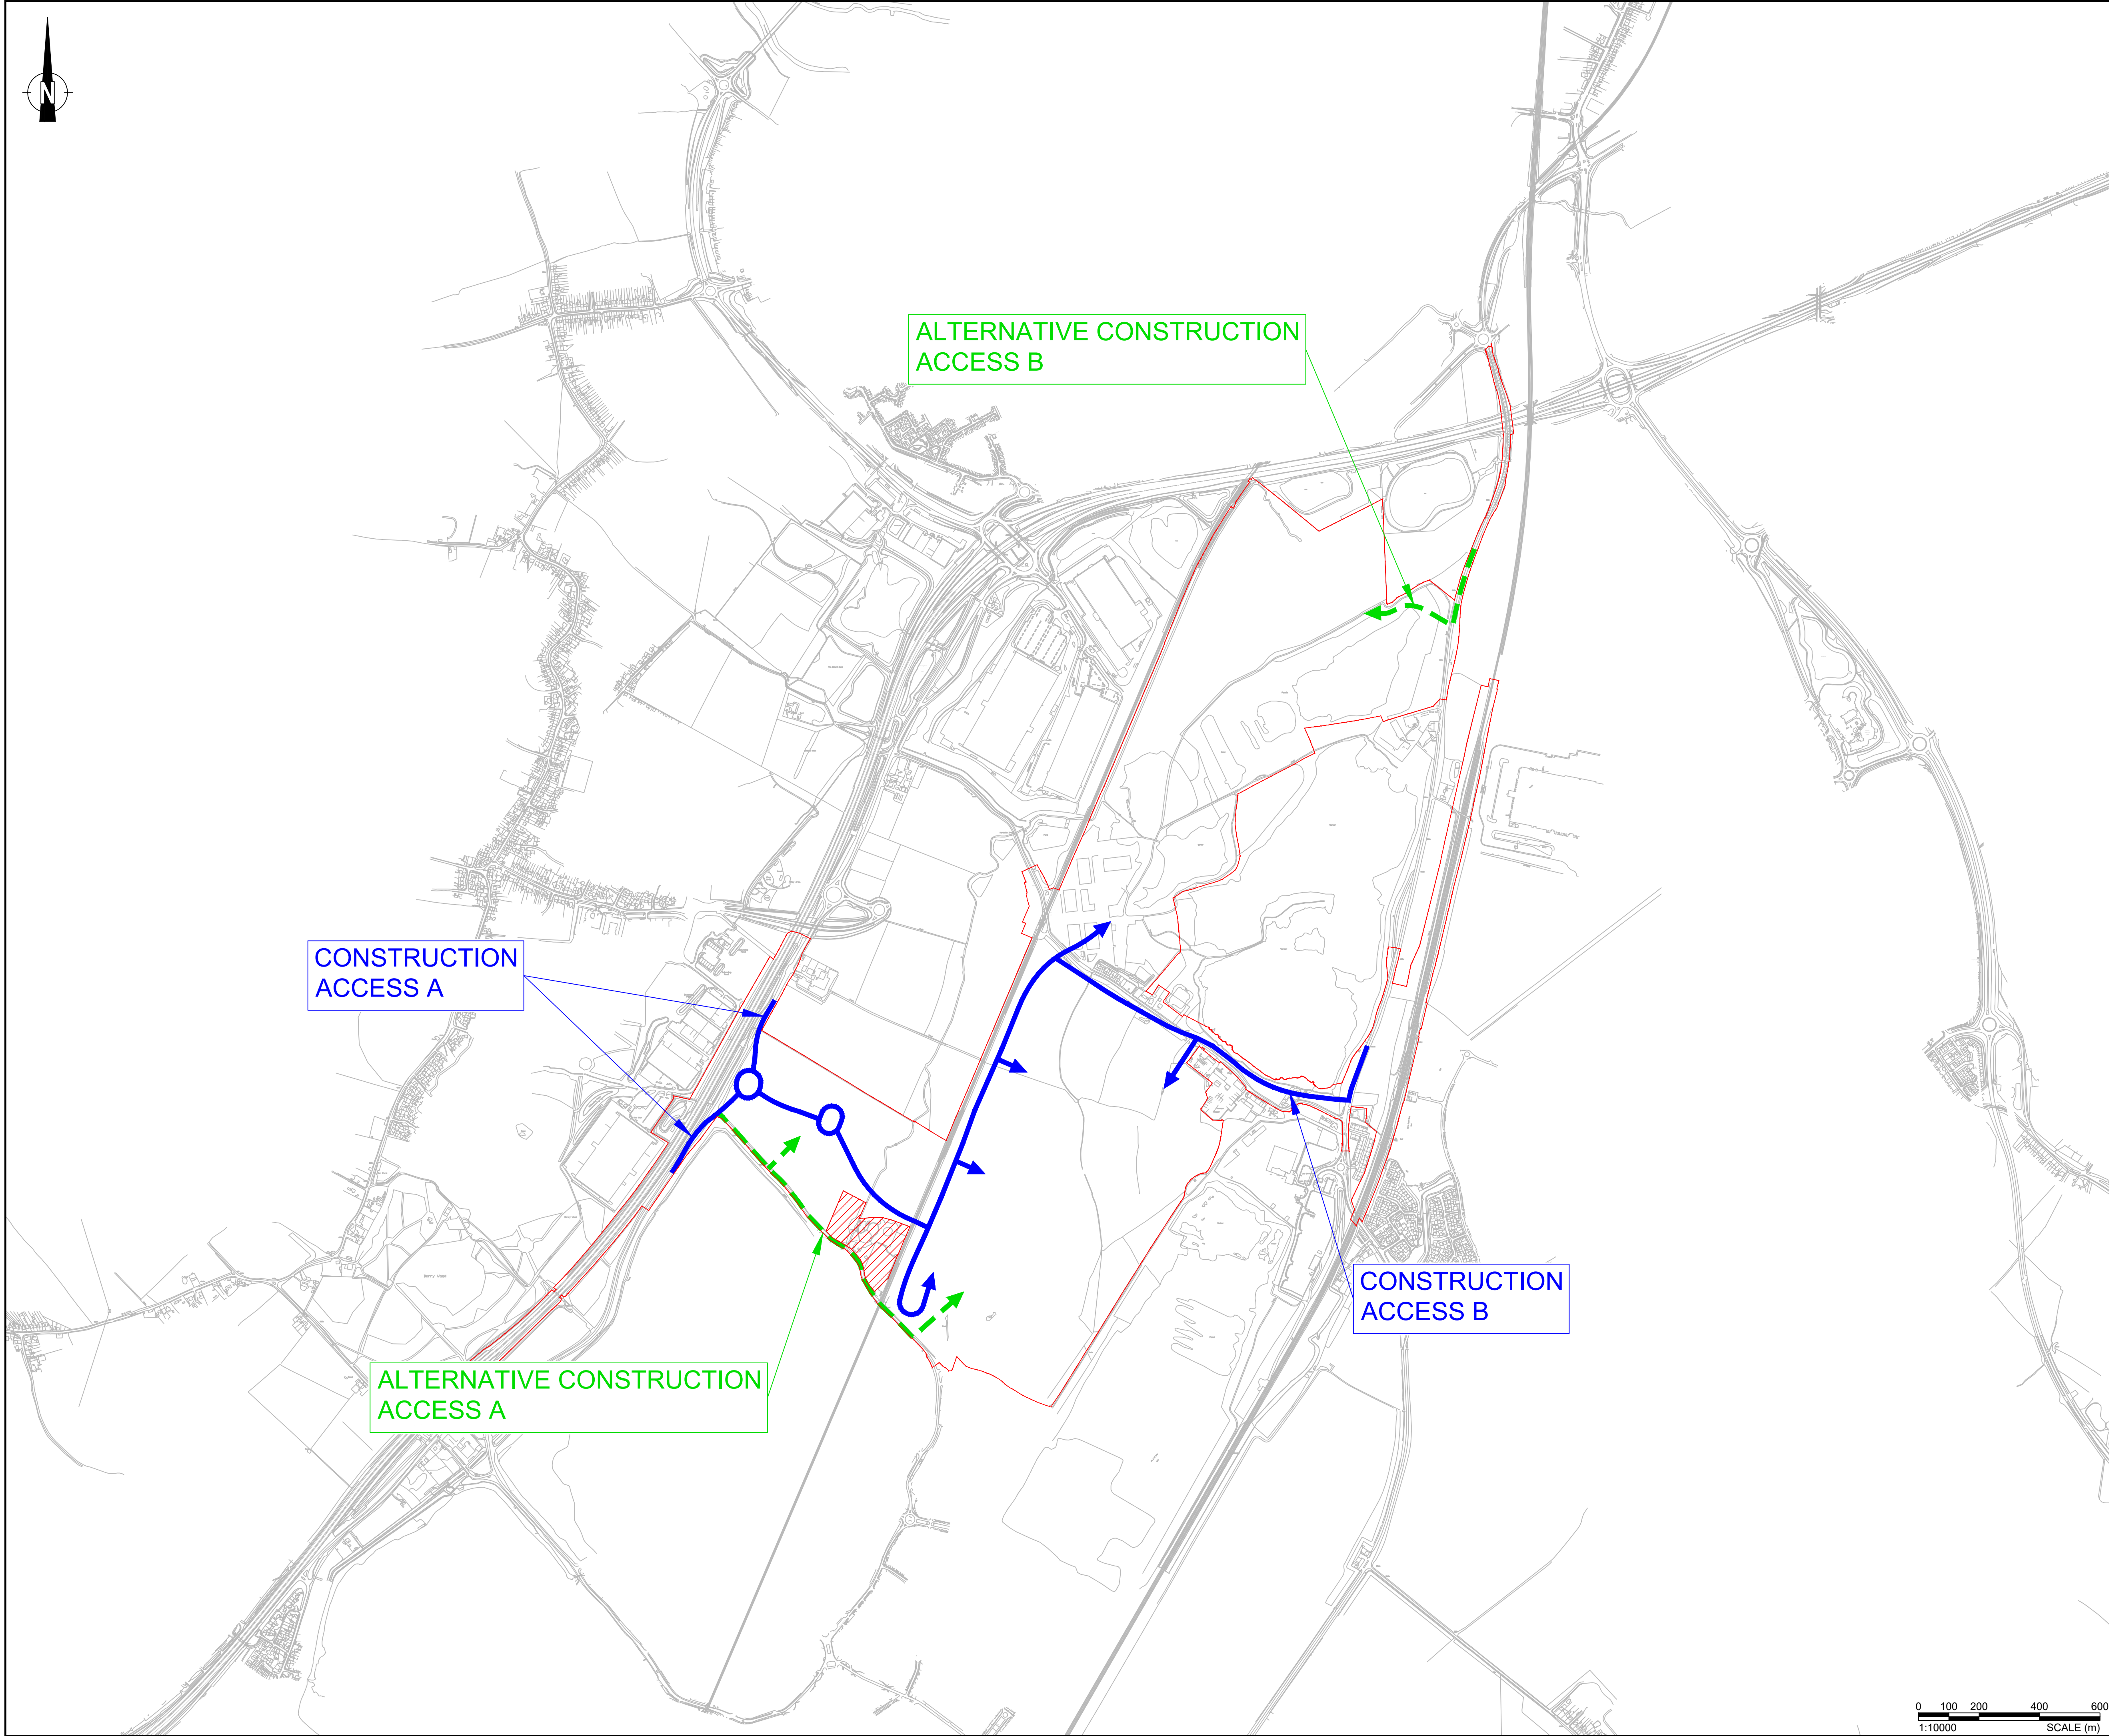 N
ALTERNATIVE CONSTRUCTION
ACCESS B
CONSTRUCTION
ACCESS A
CONSTRUCTION
ACCESS B
ALTERNATIVE CONSTRUCTION
ACCESS A
0 100 200 400 600
1:10000 SCALE (m)